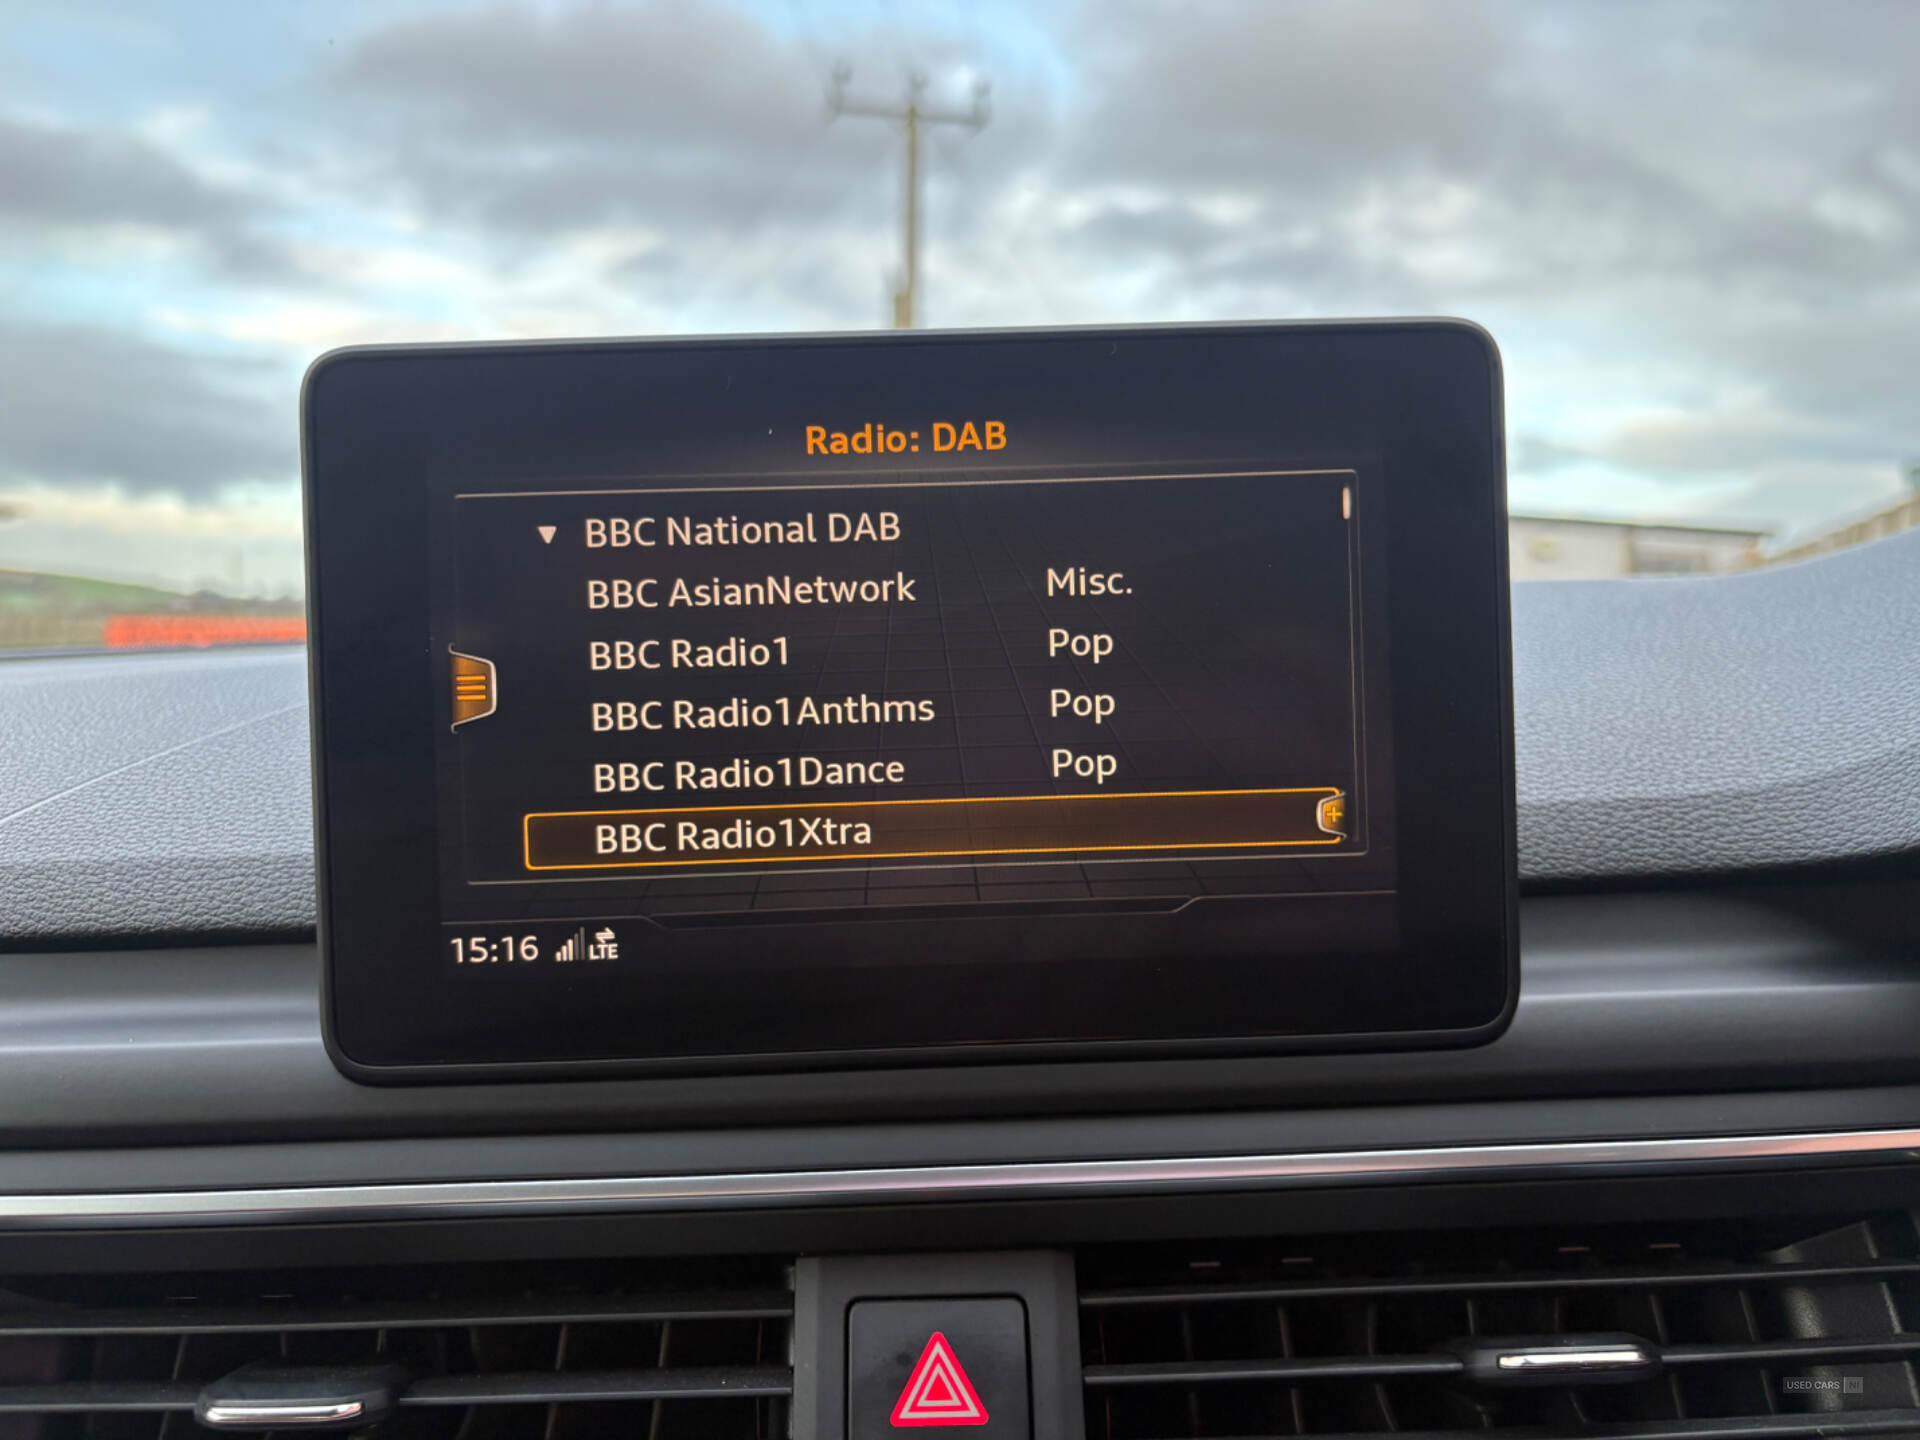 Radio: DAB
▼ BBC National DAB
BBC AsianNetwork Misc.
BBC Radio1 Pop
BBC Radio1Anthms Pop
BBC Radio1Dance Pop
BBC Radio1Xtra
15:16 LTE
USED CARS NI